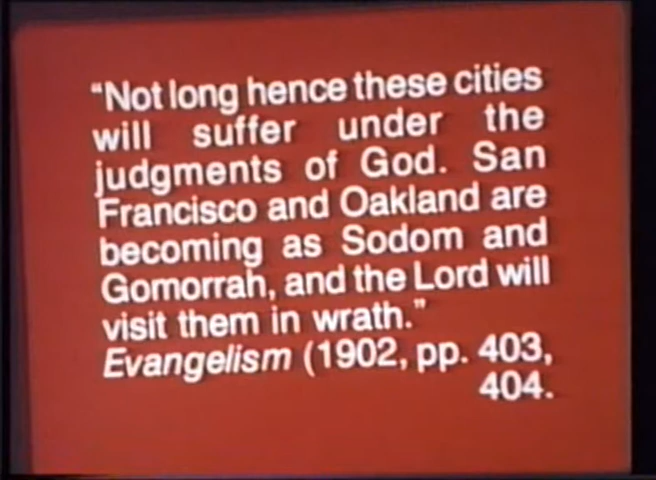 “Not long hence these cities
will suffer under the
judgments of God. San
Francisco and Oakland are
becoming as Sodom and
Gomorrah, and the Lord will
visit them in wrath.”
Evangelism (1902, pp. 403,
404.